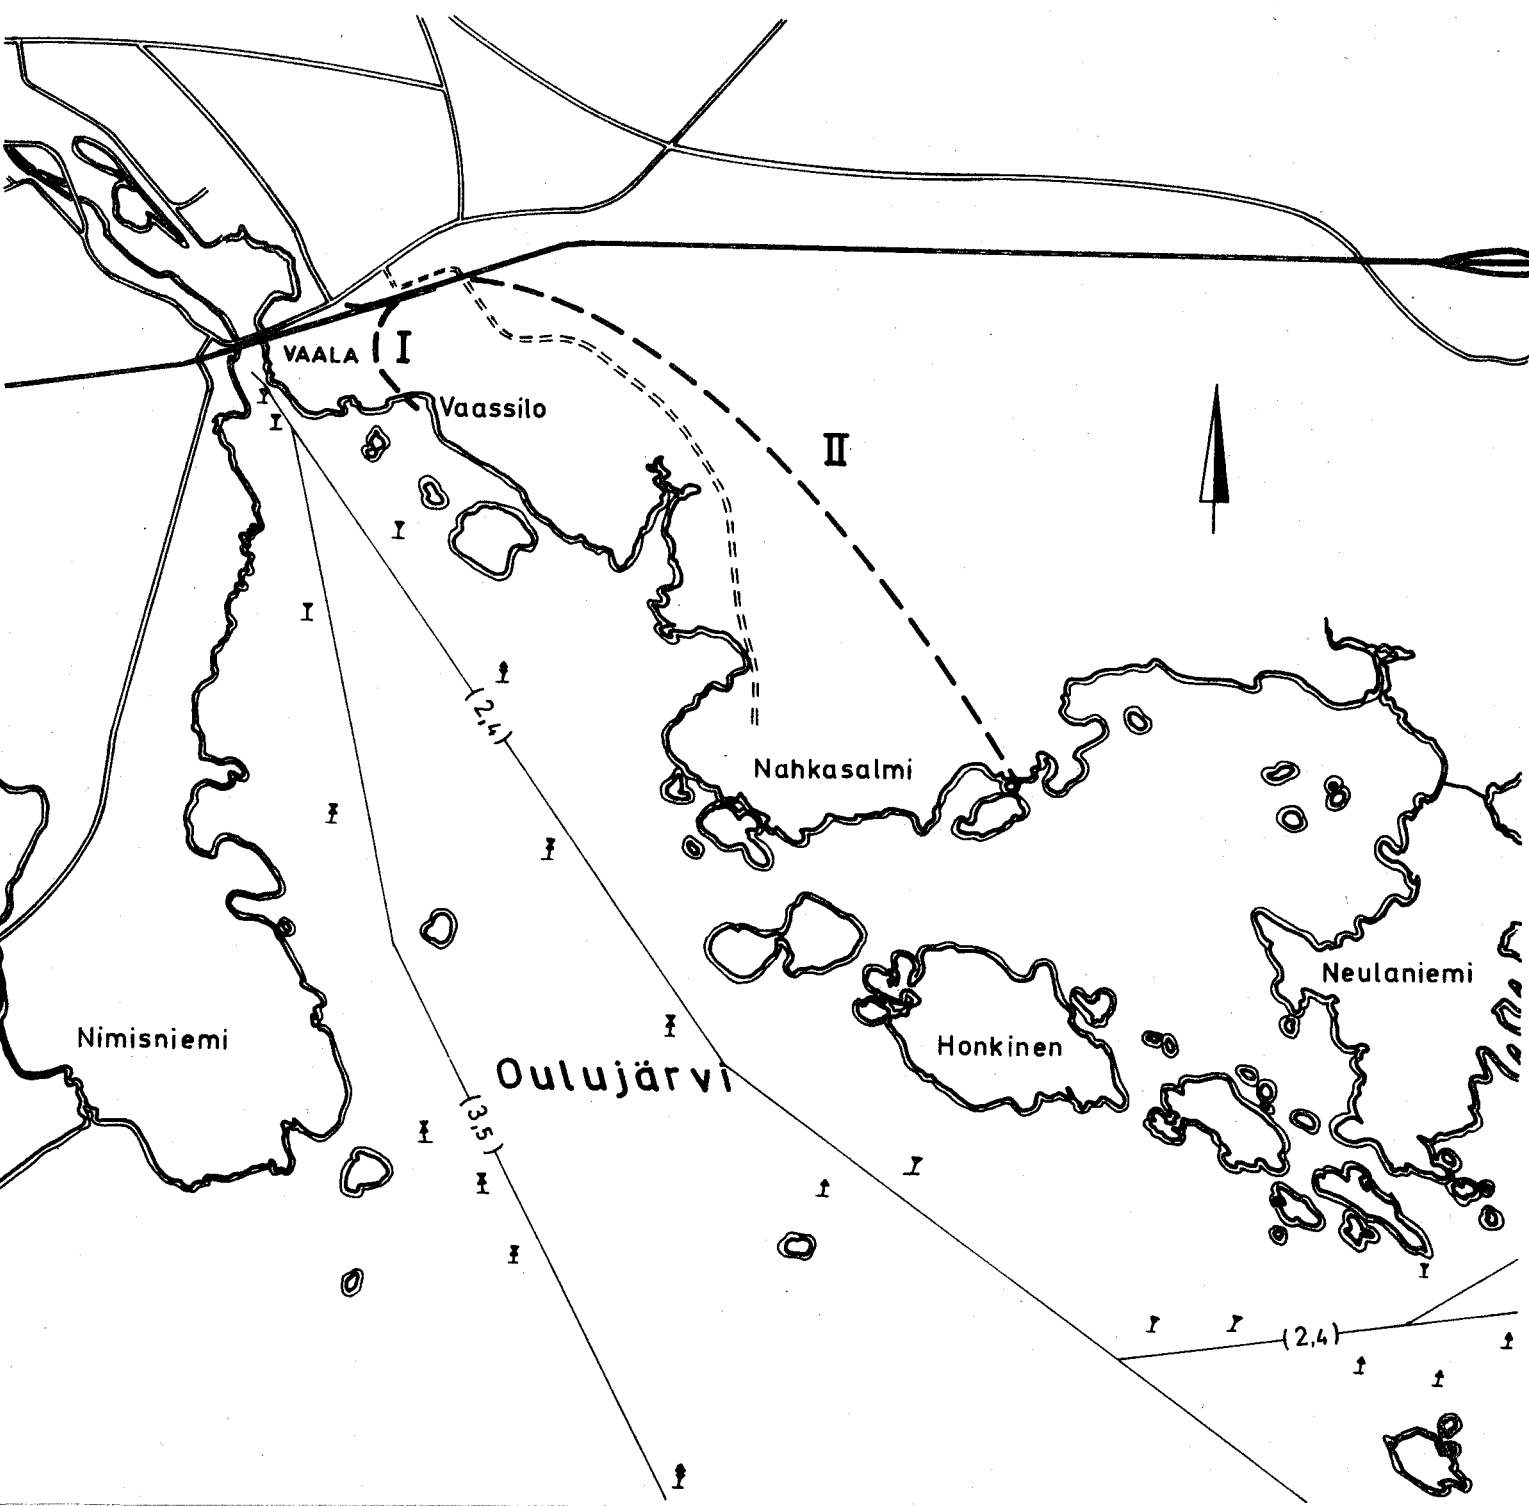 VAALA
I
Vaassilo
II
(2,4)
Nahkasalmi
Neulaniemi
Nimisniemi
Honkinen
Oulujärvi
(3,5)
(2,4)